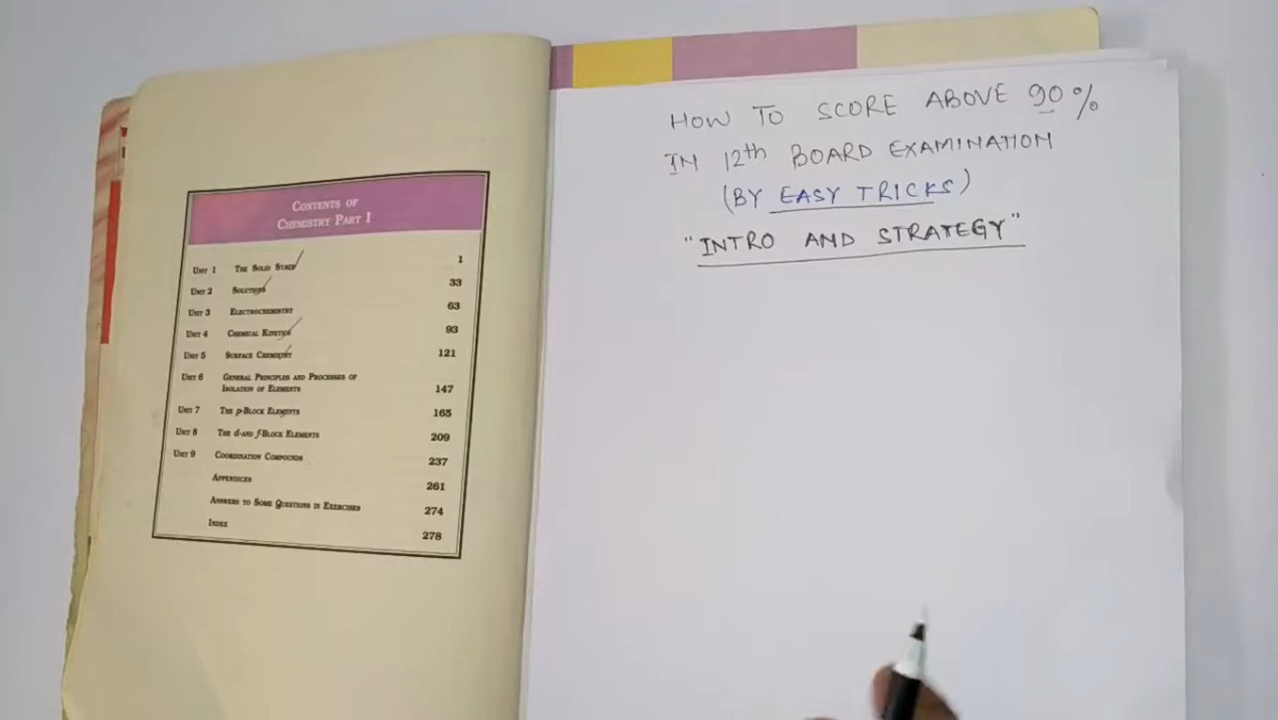 CONTENTS OF
CHEMISTRY PART I
UNIT 1 THE SOLID STATE 1
UNIT 2 SOLUTIONS 33
UNIT 3 ELECTROCHEMISTRY 63
UNIT 4 CHEMICAL KINETICS 93
UNIT 5 SURFACE CHEMISTRY 121
UNIT 6 GENERAL PRINCIPLES AND PROCESSES OF
ISOLATION OF ELEMENTS 147
UNIT 7 THE p-BLOCK ELEMENTS 165
UNIT 8 THE d-AND f-BLOCK ELEMENTS 209
UNIT 9 COORDINATION COMPOUNDS 237
APPENDICES 261
ANSWERS TO SOME QUESTIONS IN EXERCISES 274
INDEX 278
HOW TO SCORE ABOVE 90%
IN 12th BOARD EXAMINATION
(BY EASY TRICKS)
"INTRO AND STRATEGY"